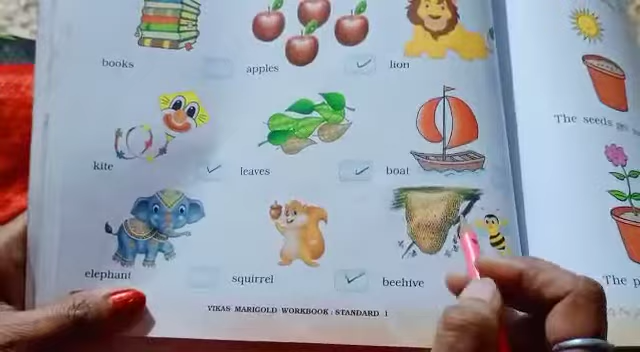 books
apples
lion
kite
leaves
boat
The seeds
elephant
squirrel
beehive
The p
VIKAS MARIGOLD WORKBOOK : STANDARD 1